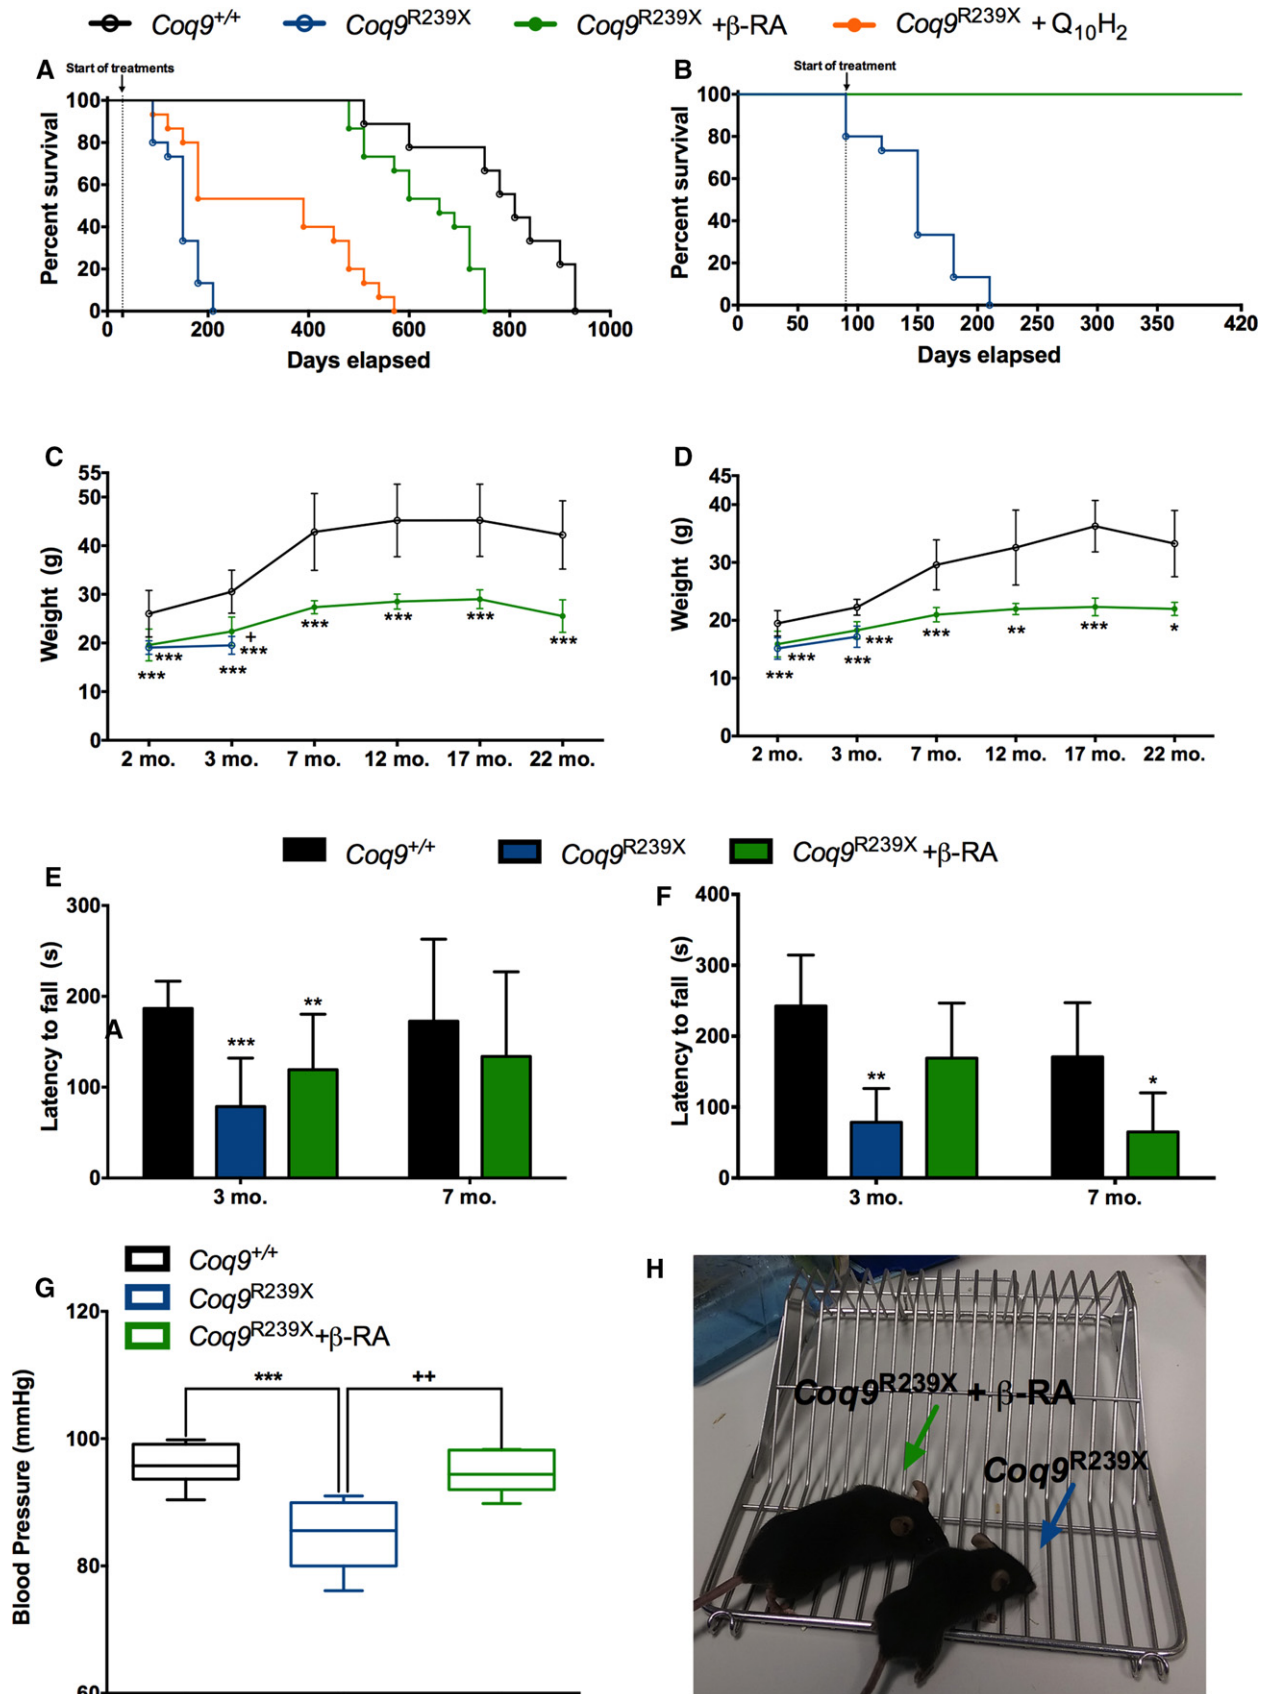 Coq9+/+ Coq9R239X Coq9R239X +β-RA Coq9R239X + Q10H2
A Start of treatments
Percent survival
100
80
60
40
20
0
0 200 400 600 800 1000
Days elapsed
B Start of treatment
Percent survival
100
80
60
40
20
0
0 50 100 150 200 250 300 350 420
Days elapsed
C
Weight (g)
55
50
40
30
20
10
0
+
*** *** *** *** *** ***
*** ***
2 mo. 3 mo. 7 mo. 12 mo. 17 mo. 22 mo.
D
Weight (g)
45
40
30
20
10
0
*** *** *** ** *** *
*** ***
2 mo. 3 mo. 7 mo. 12 mo. 17 mo. 22 mo.
Coq9+/+ Coq9R239X Coq9R239X +β-RA
E
Latency to fall (s)
300
200
100
0
A
*** **
3 mo. 7 mo.
F
Latency to fall (s)
400
300
200
100
0
** *
3 mo. 7 mo.
G
Coq9+/+
Coq9R239X
Coq9R239X+β-RA
Blood Pressure (mmHg)
120
100
80
60
*** ++
H
Coq9R239X + β-RA
Coq9R239X